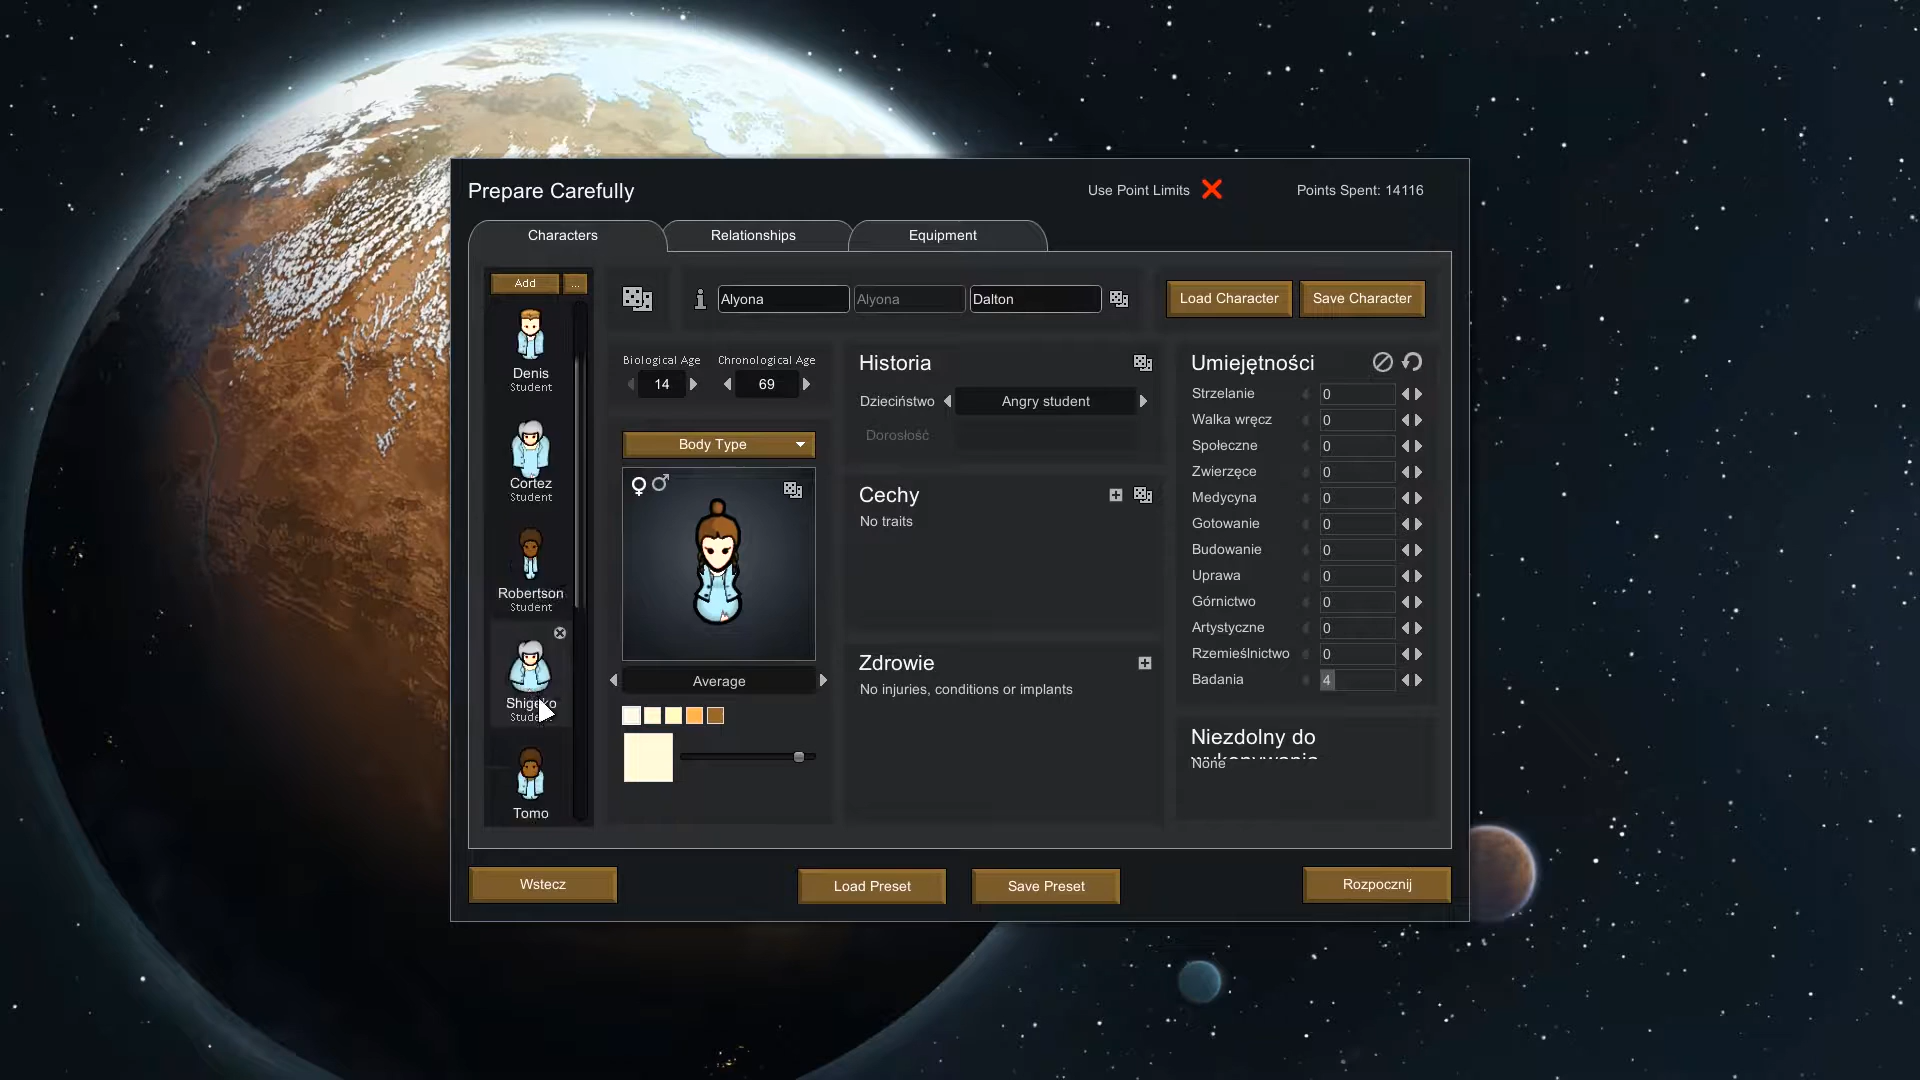 Prepare Carefully
Use Point Limits
Points Spent: 14116
Characters
Relationships
Equipment
Add
...
Alyona
Alyona
Dalton
Load Character
Save Character
Denis
Student
Cortez
Student
Robertson
Student
Shigeko
Student
Tomo
Biological Age
Chronological Age
14
69
Body Type
Average
Historia
Dzieciństwo
Angry student
Dorosłość
Cechy
No traits
Zdrowie
No injuries, conditions or implants
Umiejętności
Strzelanie 0
Walka wręcz 0
Społeczne 0
Zwierzęce 0
Medycyna 0
Gotowanie 0
Budowanie 0
Uprawa 0
Górnictwo 0
Artystyczne 0
Rzemieślnictwo 0
Badania 4
Niezdolny do
wykonywania
None
Wstecz
Load Preset
Save Preset
Rozpocznij